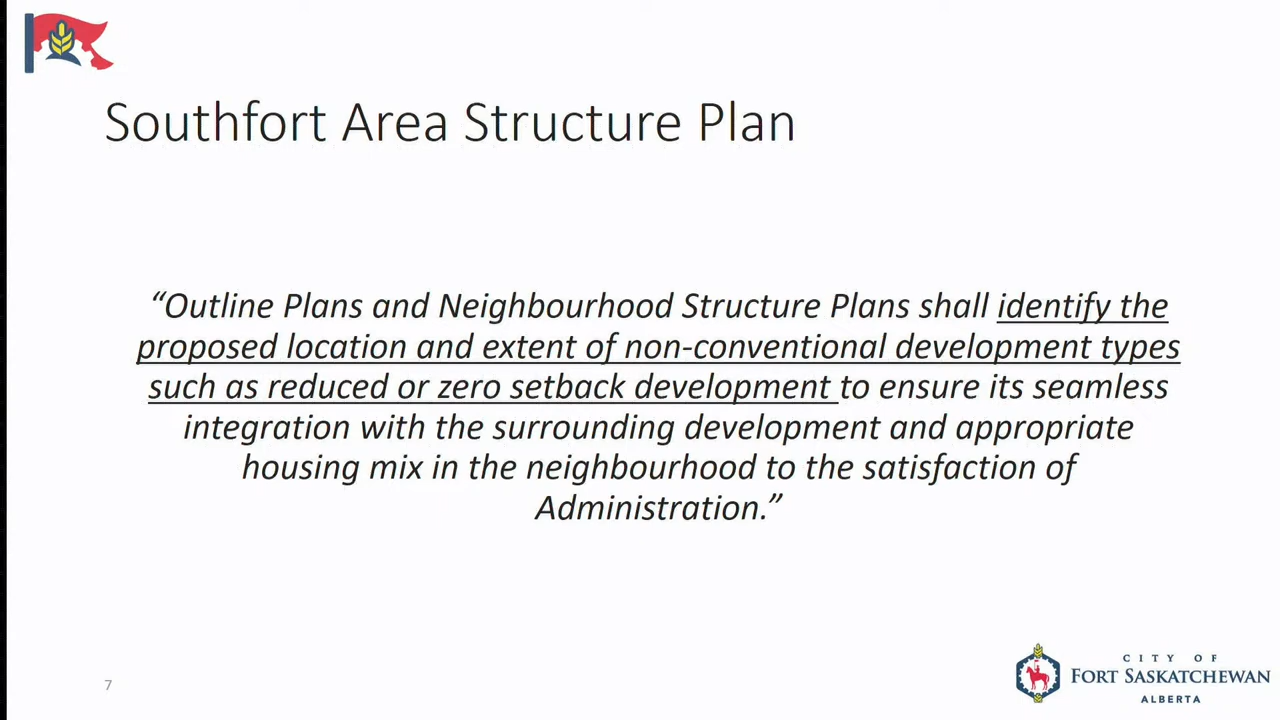 Southfort Area Structure Plan
“Outline Plans and Neighbourhood Structure Plans shall identify the
proposed location and extent of non-conventional development types
such as reduced or zero setback development to ensure its seamless
integration with the surrounding development and appropriate
housing mix in the neighbourhood to the satisfaction of
Administration.”
7
CITY OF
FORT SASKATCHEWAN
ALBERTA